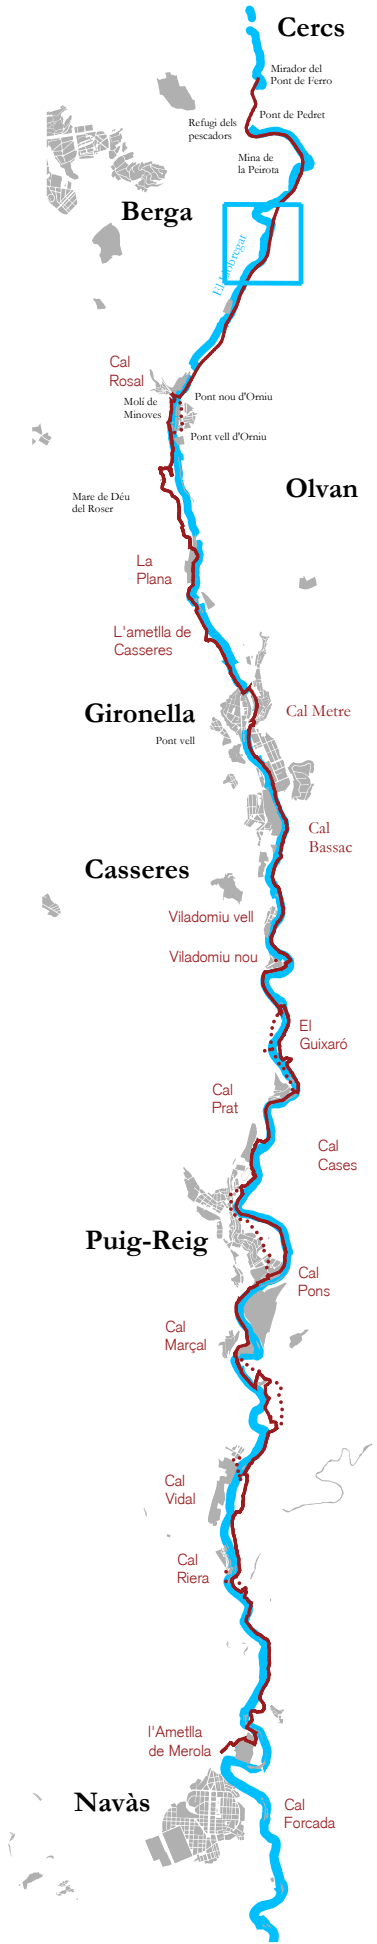 Cercs
Mirador del
Pont de Ferro
Pont de Pedret
Refugi dels
pescadors
Mina de
la Peirota
Berga
El Llobregat
Cal
Rosal
Pont nou d'Orniu
Molí de
Minoves
Pont vell d'Orniu
Olvan
Mare de Déu
del Roser
La
Plana
L'ametlla de
Casseres
Gironella
Cal Metre
Pont vell
Cal
Bassac
Casseres
Viladomiu vell
Viladomiu nou
El
Guixaró
Cal
Prat
Cal
Cases
Puig-Reig
Cal
Pons
Cal
Marçal
Cal
Vidal
Cal
Riera
l'Ametlla
de Merola
Navàs
Cal
Forcada